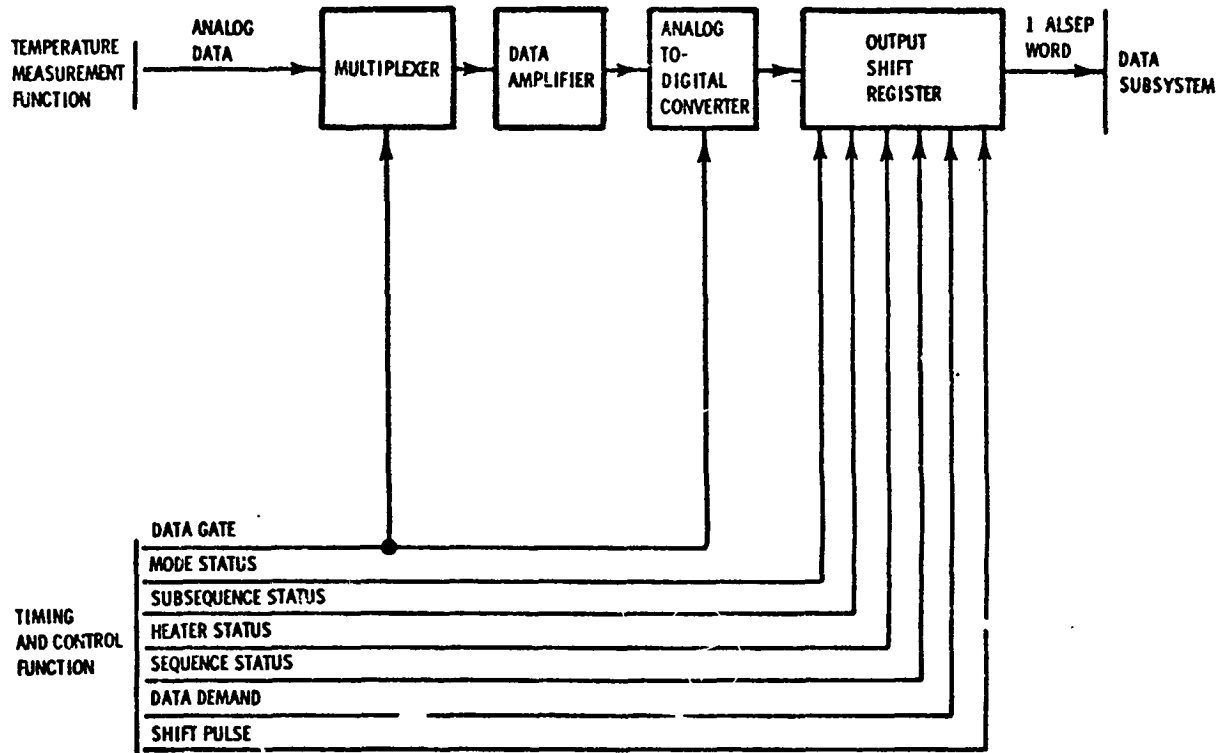 TEMPERATURE
MEASUREMENT
FUNCTION
ANALOG
DATA
MULTIPLEXER
DATA
AMPLIFIER
ANALOG
TO-
DIGITAL
CONVERTER
OUTPUT
SHIFT
REGISTER
1 ALSEP
WORD
DATA
SUBSYSTEM
TIMING
AND CONTROL
FUNCTION
DATA GATE
MODE STATUS
SUBSEQUENCE STATUS
HEATER STATUS
SEQUENCE STATUS
DATA DEMAND
SHIFT PULSE